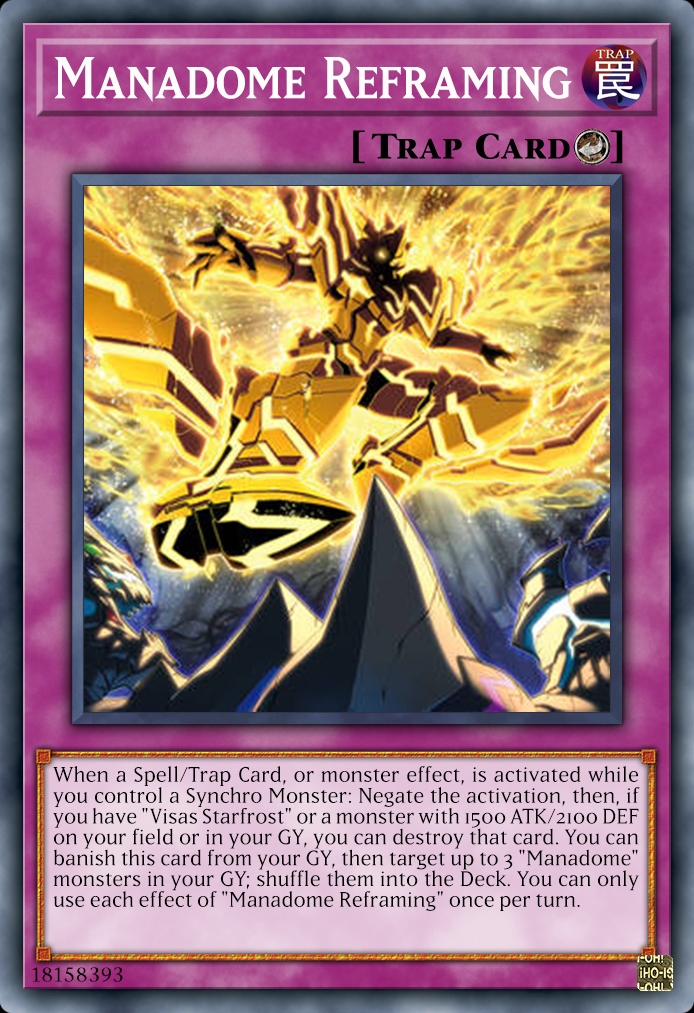 MANADOME REFRAMING
TRAP
罠
[TRAP CARD]
When a Spell/Trap Card, or monster effect, is activated while
you control a Synchro Monster: Negate the activation, then, if
you have "Visas Starfrost" or a monster with 1500 ATK/2100 DEF
on your field or in your GY, you can destroy that card. You can
banish this card from your GY, then target up to 3 "Manadome"
monsters in your GY; shuffle them into the Deck. You can only
use each effect of "Manadome Reframing" once per turn.
18158393